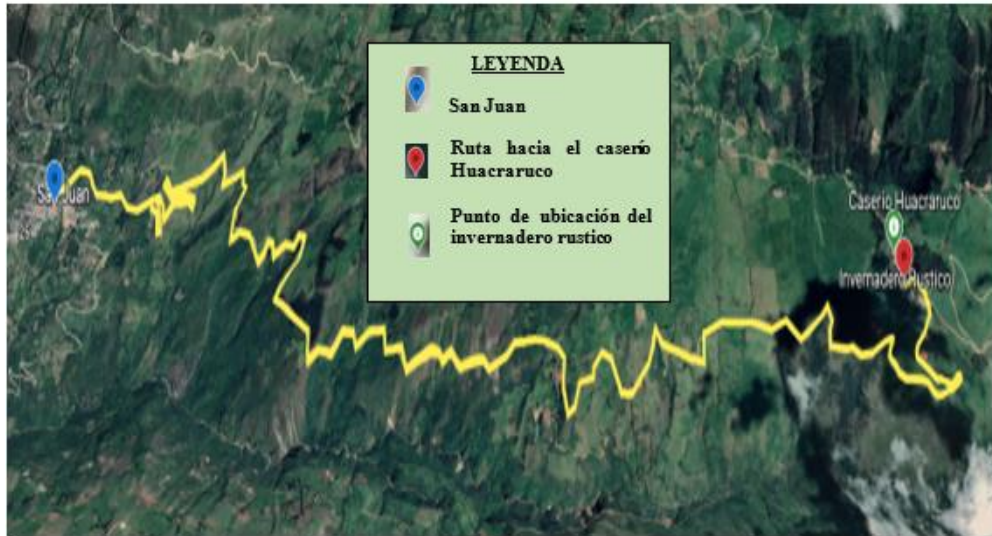 LEYENDA
San Juan
Ruta hacia el caserío
Huacraruco
Punto de ubicación del
invernadero rustico
San Juan
Caserio Huacraruco
Invernadero Rustico